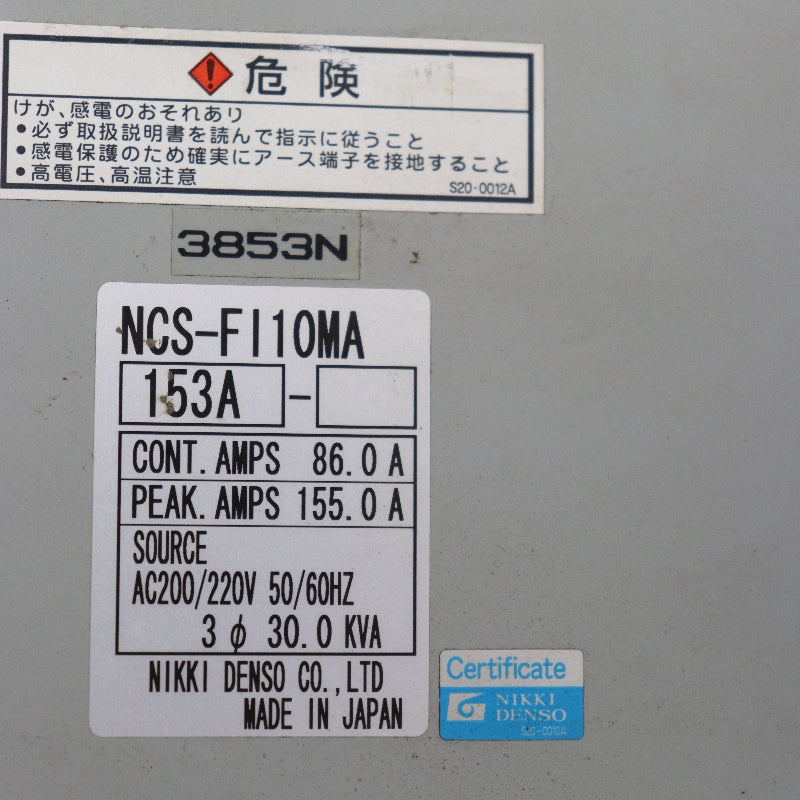 危険
けが、感電のおそれあり
•必ず取扱説明書を読んで指示に従うこと
•感電保護のため確実にアース端子を接地すること
•高電圧、高温注意
S20-0012A
3853N
NCS-FI10MA
153A -
CONT. AMPS 86.0 A
PEAK. AMPS 155.0 A
SOURCE
AC200/220V 50/60HZ
3 φ 30.0 KVA
NIKKI DENSO CO.,LTD
MADE IN JAPAN
Certificate
NIKKI
DENSO
S20-0010A